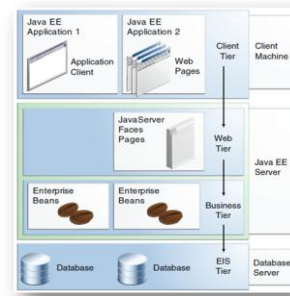 Java EE
Application 1
Java EE
Application 2
Application
Client
Web
Pages
Client
Tier
Client
Machine
JavaServer
Faces
Pages
Web
Tier
Java EE
Server
Enterprise
Beans
Enterprise
Beans
Business
Tier
Database
Database
EIS
Tier
Database
Server